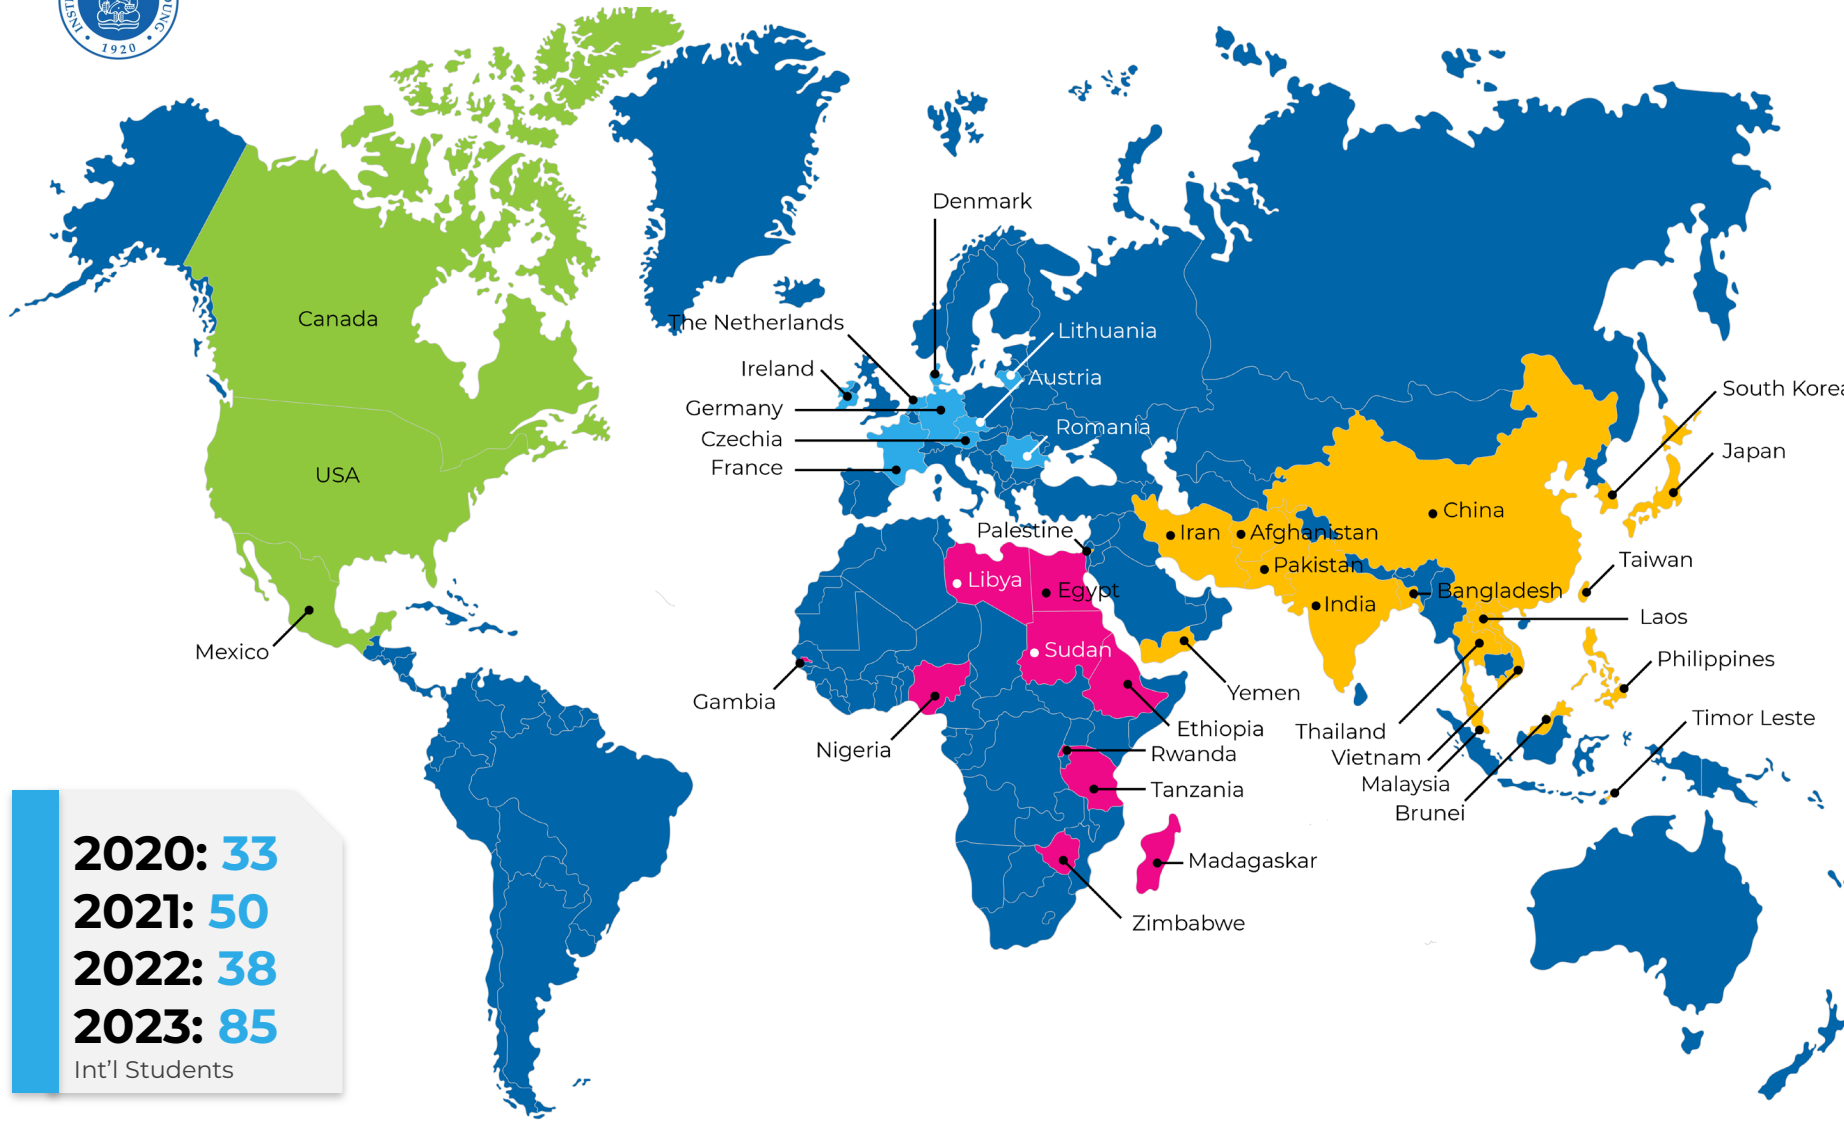 INSTI
UNG
1920
Denmark
Canada
The Netherlands
Lithuania
Ireland
Austria
South Korea
Germany
Romania
Czechia
Japan
France
USA
China
Palestine
Iran
Afghanistan
Taiwan
Pakistan
Libya
Egypt
Bangladesh
India
Laos
Mexico
Sudan
Philippines
Gambia
Yemen
Timor Leste
Ethiopia
Thailand
Nigeria
Rwanda
Vietnam
Malaysia
Tanzania
Brunei
Madagaskar
Zimbabwe
2020: 33
2021: 50
2022: 38
2023: 85
Int'l Students